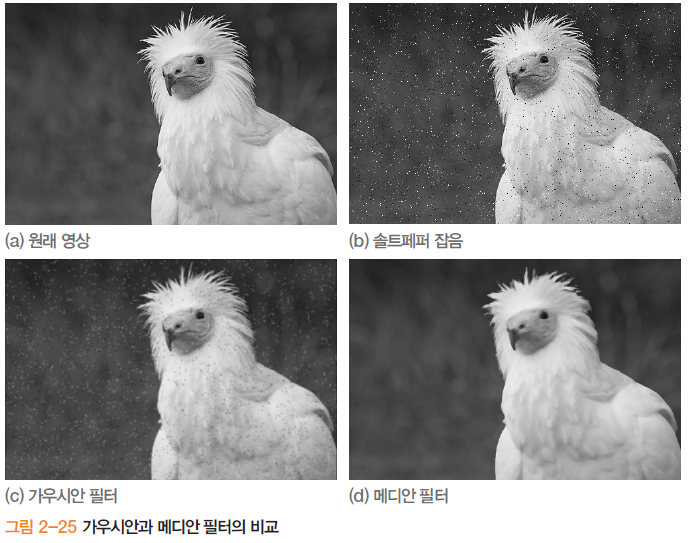 (a) 원래 영상
(b) 솔트페퍼 잡음
(c) 가우시안 필터
(d) 메디안 필터
그림 2-25 가우시안과 메디안 필터의 비교